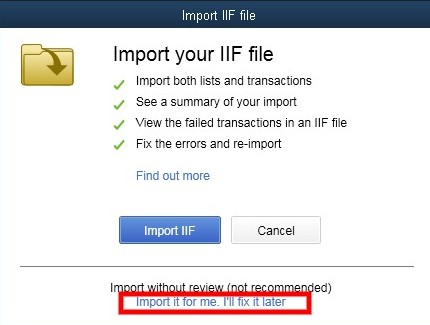 Import IIF file
Import your IIF file
Import both lists and transactions
See a summary of your import
View the failed transactions in an IIF file
Fix the errors and re-import
Find out more
Import IIF
Cancel
Import without review (not recommended)
Import it for me. I'll fix it later